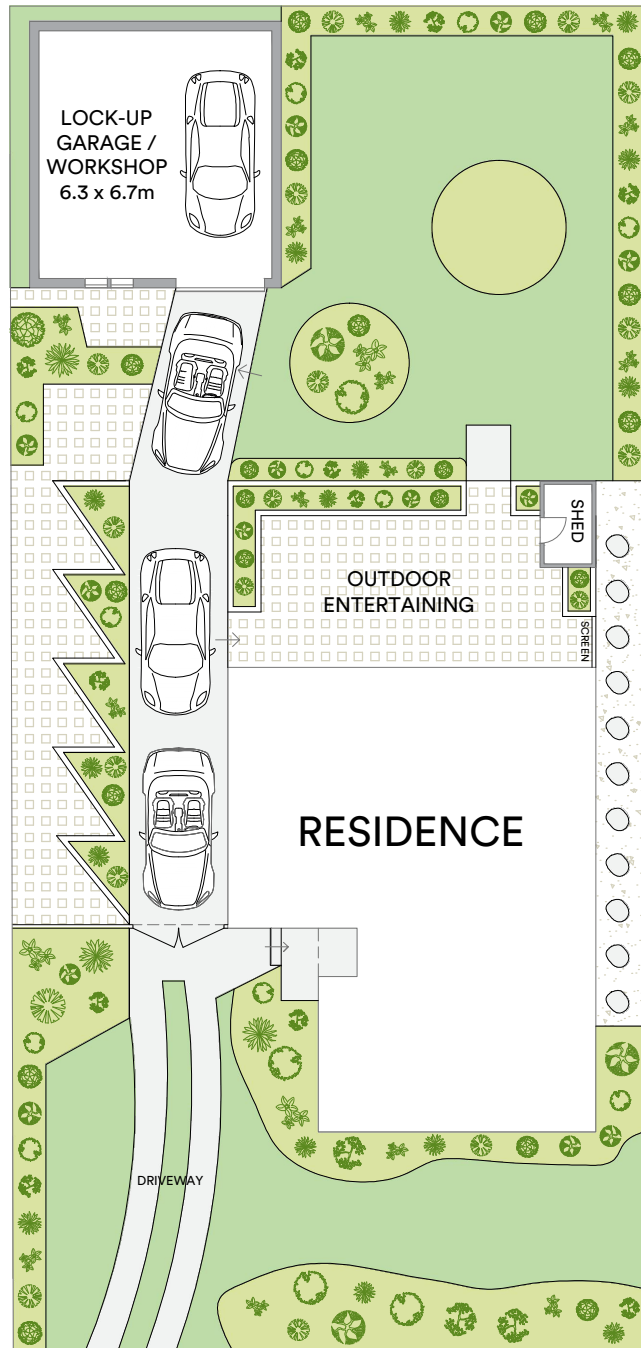 LOCK-UP
GARAGE /
WORKSHOP
6.3 x 6.7m
SHED
OUTDOOR
ENTERTAINING
SCREEN
RESIDENCE
DRIVEWAY